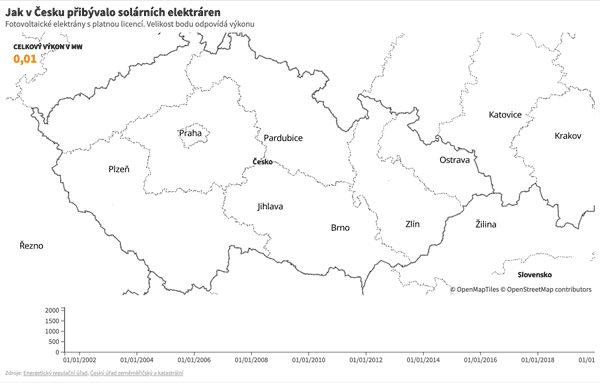 Jak v Česku přibývalo solárních elektráren
Fotovoltaické elektrárny s platnou licencí. Velikost bodu odpovídá výkonu
CELKOVÝ VÝKON V MW
0,01
Katovice
Praha
Pardubice
Krakov
Česko
Ostrava
Plzeň
Jihlava
Brno
Zlín
Žilina
Řezno
Slovensko
© OpenMapTiles © OpenStreetMap contributors
2000
1500
1000
500
0
01/01/2002 01/01/2004 01/01/2006 01/01/2008 01/01/2010 01/01/2012 01/01/2014 01/01/2016 01/01/2018 01/01/20
Zdroje: Energetický regulační úřad, Český úřad zeměměřičský a katastrální